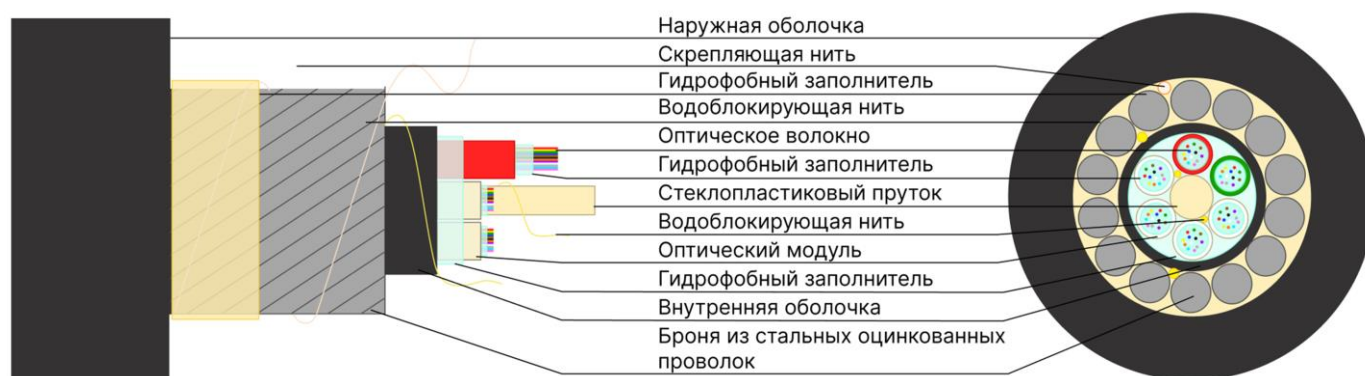 Наружная оболочка
Скрепляющая нить
Гидрофобный заполнитель
Водоблокирующая нить
Оптическое волокно
Гидрофобный заполнитель
Стеклопластиковый пруток
Водоблокирующая нить
Оптический модуль
Гидрофобный заполнитель
Внутренняя оболочка
Броня из стальных оцинкованных
проволок